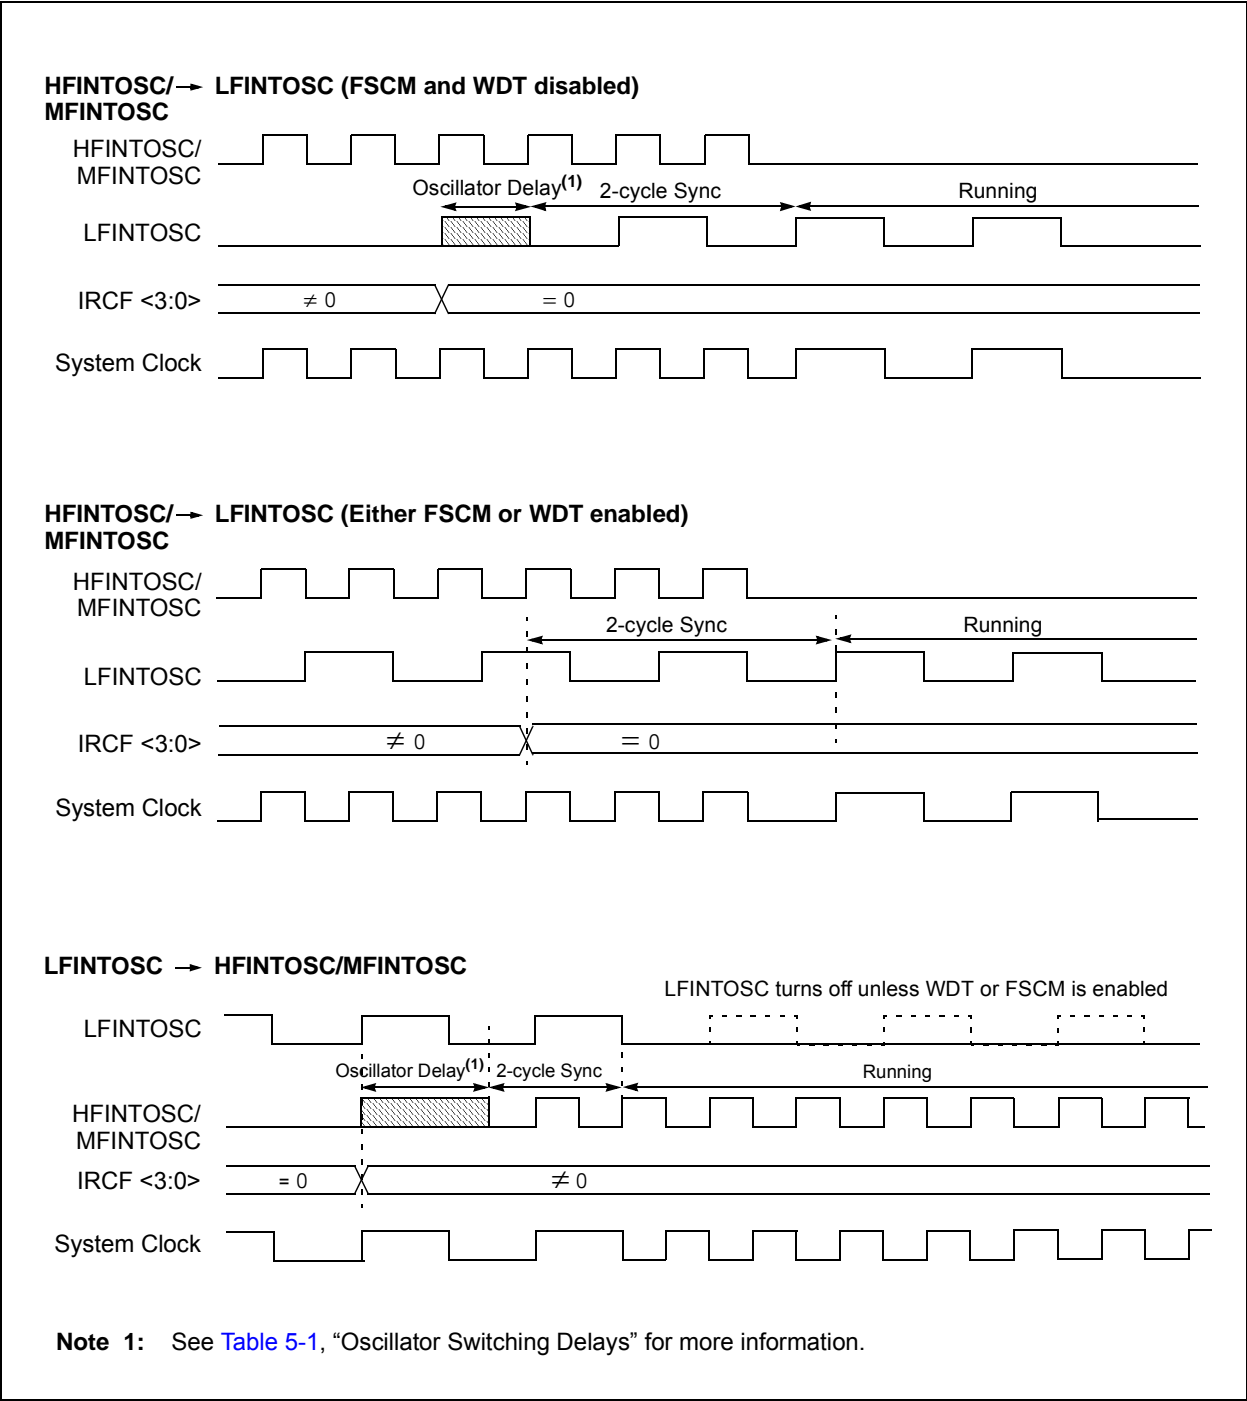 HFINTOSC/→ LFINTOSC (FSCM and WDT disabled)
MFINTOSC
HFINTOSC/
MFINTOSC
Oscillator Delay(1) 2-cycle Sync Running
LFINTOSC
IRCF <3:0> ≠ 0 = 0
System Clock
HFINTOSC/→ LFINTOSC (Either FSCM or WDT enabled)
MFINTOSC
HFINTOSC/
MFINTOSC
2-cycle Sync Running
LFINTOSC
IRCF <3:0> ≠ 0 = 0
System Clock
LFINTOSC → HFINTOSC/MFINTOSC
LFINTOSC turns off unless WDT or FSCM is enabled
LFINTOSC
Oscillator Delay(1) 2-cycle Sync Running
HFINTOSC/
MFINTOSC
IRCF <3:0> = 0 ≠ 0
System Clock
Note 1: See Table 5-1, “Oscillator Switching Delays” for more information.